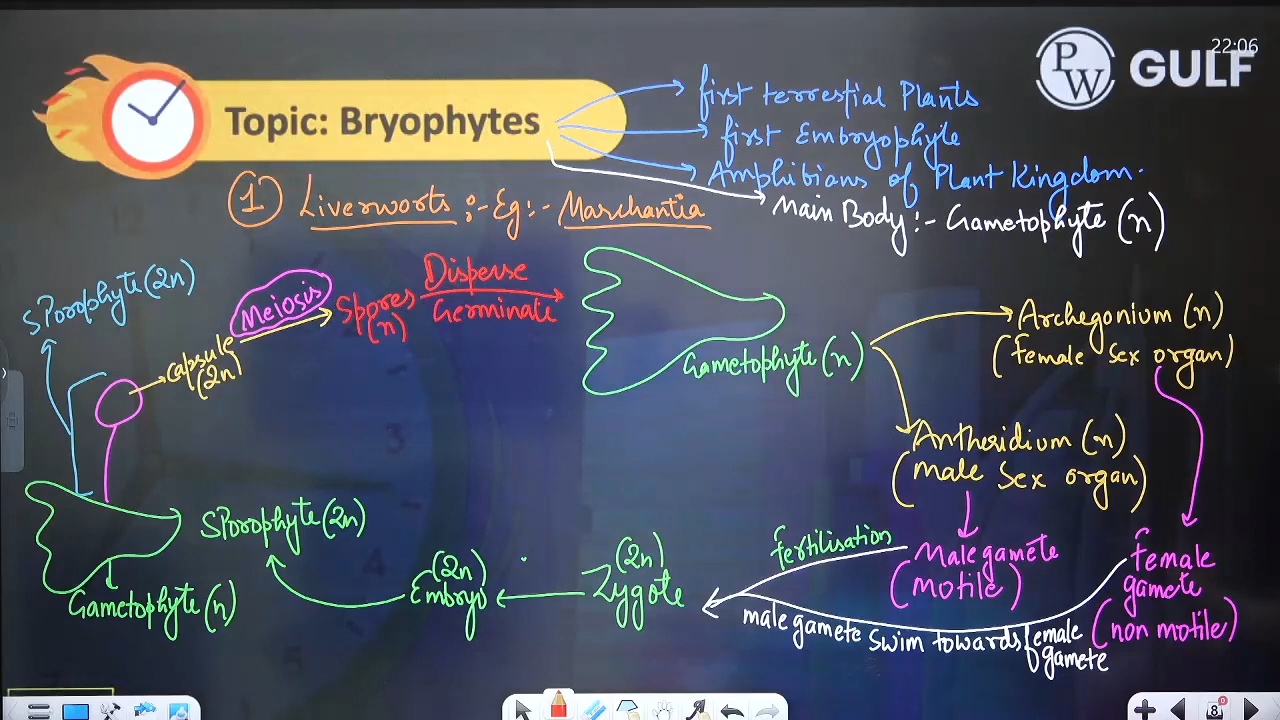 22:06
PW GULF
Topic: Bryophytes
first terrestial Plants
first Embryophyte
Amphibians of Plant Kingdom.
Main Body :- Gametophyte (n)
① Liverworts :- Eg :- Marchantia
Sporophyte (2n)
capsule
(2n)
Meiosis
Spores
(n)
Disperse
Germinate
Gametophyte (n)
Archegonium (n)
(female sex organ)
Antheridium (n)
(male sex organ)
Male gamete
(motile)
female
gamete
(non motile)
fertilisation
male gamete swim towards female
gamete
(2n)
Zygote
(2n)
Embryo
Sporophyte (2n)
Gametophyte (n)
8
8